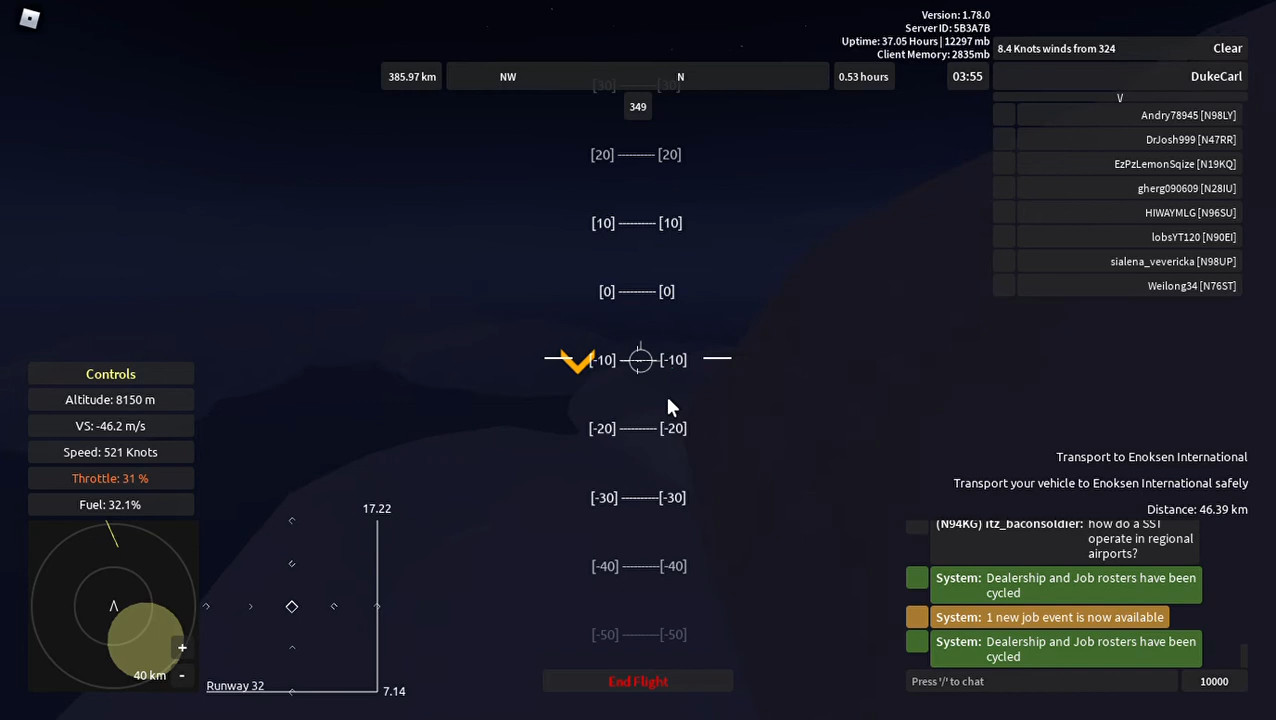 Version: 1.78.0
Server ID: 5B3A7B
Uptime: 37.05 Hours | 12297 mb
Client Memory: 2835mb
8.4 Knots winds from 324
Clear
385.97 km
NW
N
0.53 hours
03:55
DukeCarl
V
349
[30] [30]
[20] ---------- [20]
[10] ---------- [10]
[0] ---------- [0]
[-10] ---------- [-10]
[-20] ---------- [-20]
[-30] ---------- [-30]
[-40] ---------- [-40]
[-50] ---------- [-50]
Andry78945 [N98LY]
DrJosh999 [N47RR]
EzPzLemonSqize [N19KQ]
gherg090609 [N28IU]
HIWAYMLG [N96SU]
lobsYT120 [N90EI]
sialena_vevericka [N98UP]
Weilong34 [N76ST]
Controls
Altitude: 8150 m
VS: -46.2 m/s
Speed: 521 Knots
Throttle: 31 %
Fuel: 32.1%
Λ
+
40 km
-
17.22
Runway 32
7.14
End Flight
Transport to Enoksen International
Transport your vehicle to Enoksen International safely
Distance: 46.39 km
(N94KG) Itz_baconsoldier: how do a SST
operate in regional
airports?
System: Dealership and Job rosters have been
cycled
System: 1 new job event is now available
System: Dealership and Job rosters have been
cycled
Press '/' to chat
10000